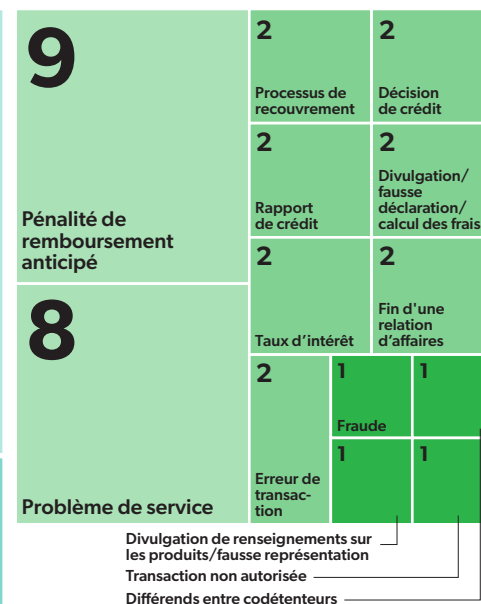 9
Pénalité de
remboursement
anticipé
8
Problème de service
2
Processus de
recouvrement
2
Décision
de crédit
2
Rapport
de crédit
2
Divulgation/
fausse
déclaration/
calcul des frais
2
Taux d'intérêt
2
Fin d'une
relation
d'affaires
2
Erreur de
transac-
tion
1
Fraude
1
1
1
Divulgation de renseignements sur
les produits/fausse représentation
Transaction non autorisée
Différends entre codétenteurs